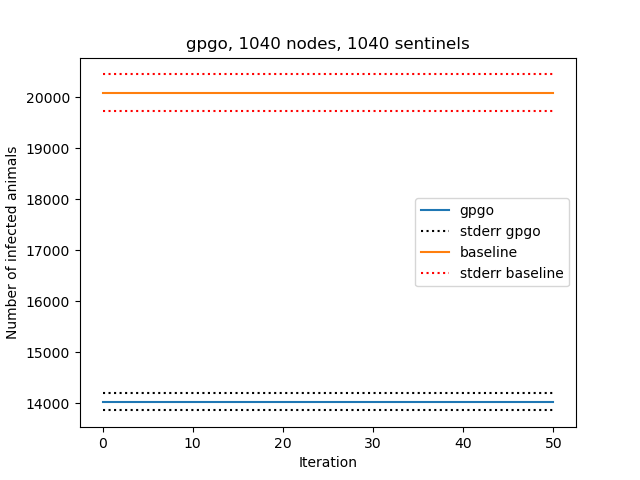 gpgo, 1040 nodes, 1040 sentinels
Number of infected animals
20000
19000
18000
17000
16000
15000
14000
gpgo
stderr gpgo
baseline
stderr baseline
0 10 20 30 40 50
Iteration